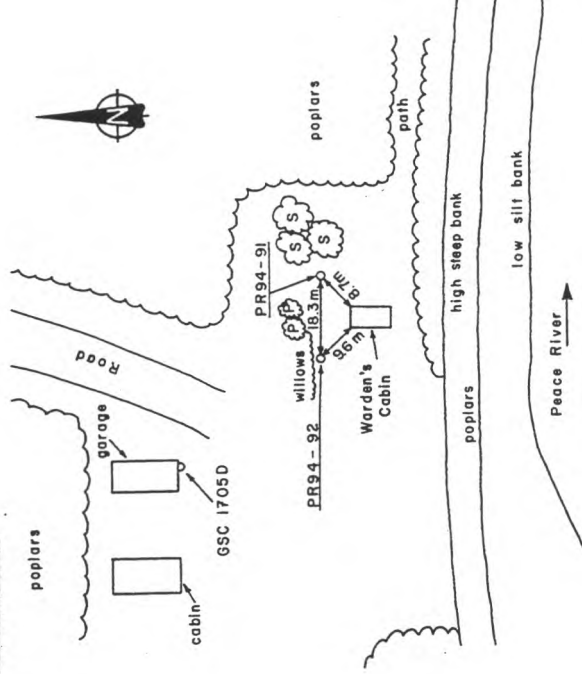 poplars
Road
garage
GSC 1705D
cabin
N
poplars
path
PR94-91
S
S
S
P
P
willows
18.3m
8.7m
9.6 m
PR94-92
Warden's
Cabin
high steep bank
poplars
low silt bank
Peace River